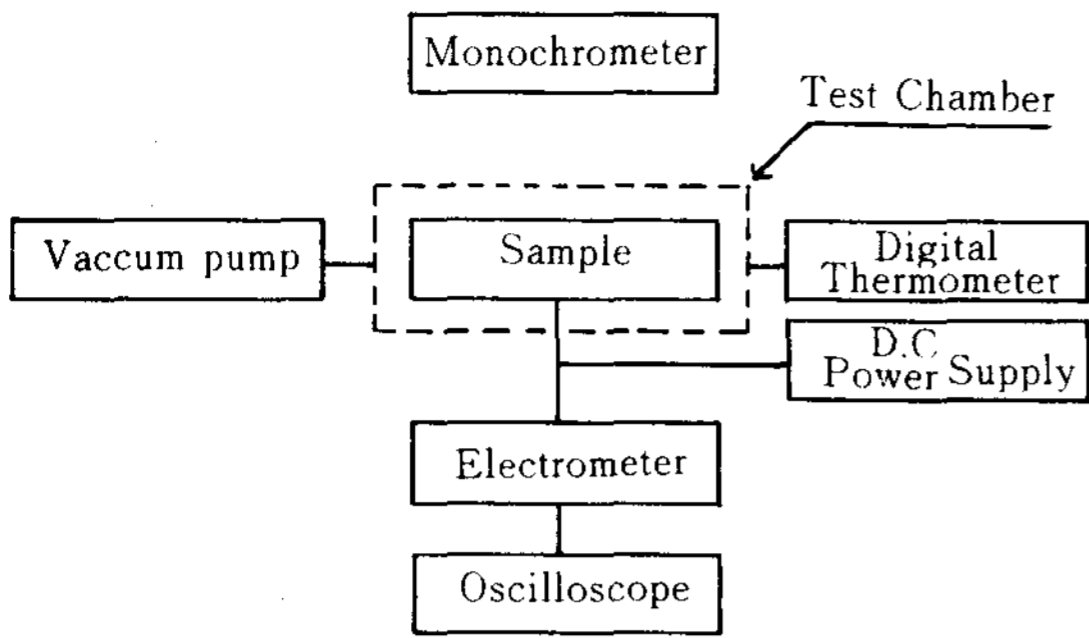 Monochrometer
Test Chamber
Vaccum pump
Sample
Digital
Thermometer
D.C
Power Supply
Electrometer
Oscilloscope